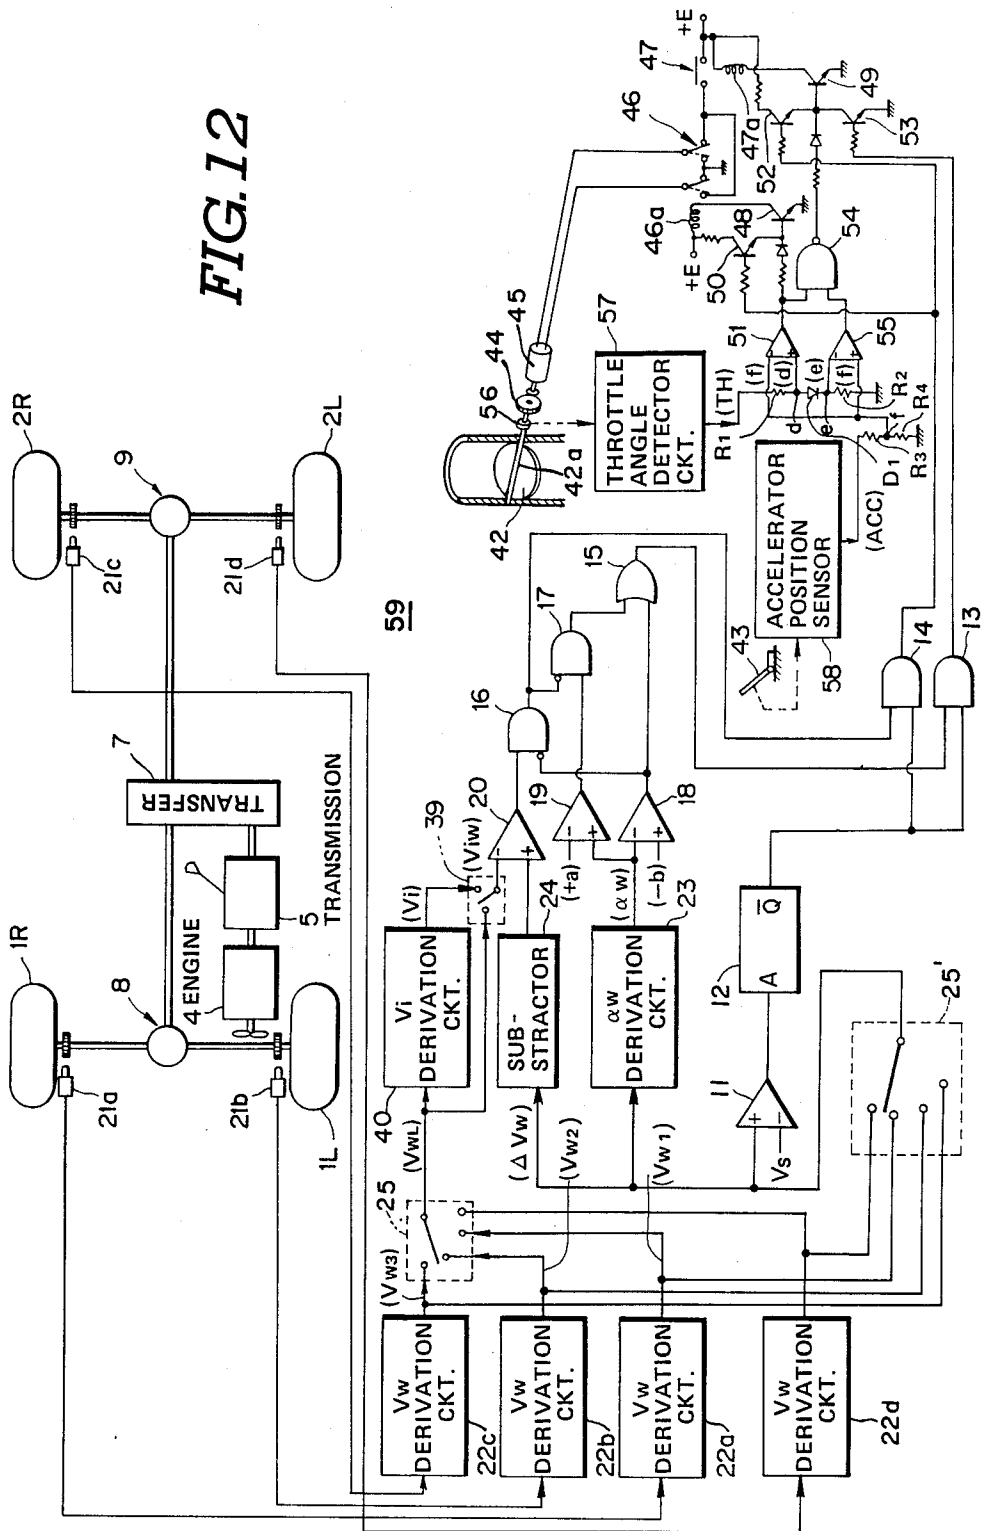 FIG.12
1R
8
4 ENGINE
5
TRANSMISSION
7
TRANSFER
9
2R
2L
1L
21a
21b
21c
21d
59
40
Vi
DERIVATION
CKT.
(Vi)
39
(Viw)
20
16
17
15
(VWL)
25
(VW3)
SUB-
STRACTOR
24
19
18
(+a)
(αw)
(-b)
(ΔVw)
(VW2)
(VW1)
αw
DERIVATION
CKT.
23
11
Vs
12
A
Q̅
25'
14
13
Vw
DERIVATION
CKT.
22c
Vw
DERIVATION
CKT.
22b
Vw
DERIVATION
CKT.
22a
Vw
DERIVATION
CKT.
22d
42
42a
56
44
45
57
THROTTLE
ANGLE
DETECTOR
CKT.
(TH)
R1
43
ACCELERATOR
POSITION
SENSOR
58
(ACC)
46
47
+E
46a
+E
47a
48
49
50
51
52
53
54
55
(f)
(d)
(e)
(f)
d
e
f
D1
R2
R3
R4
-
+
-
+
-
+
-
+
-
+
+
-